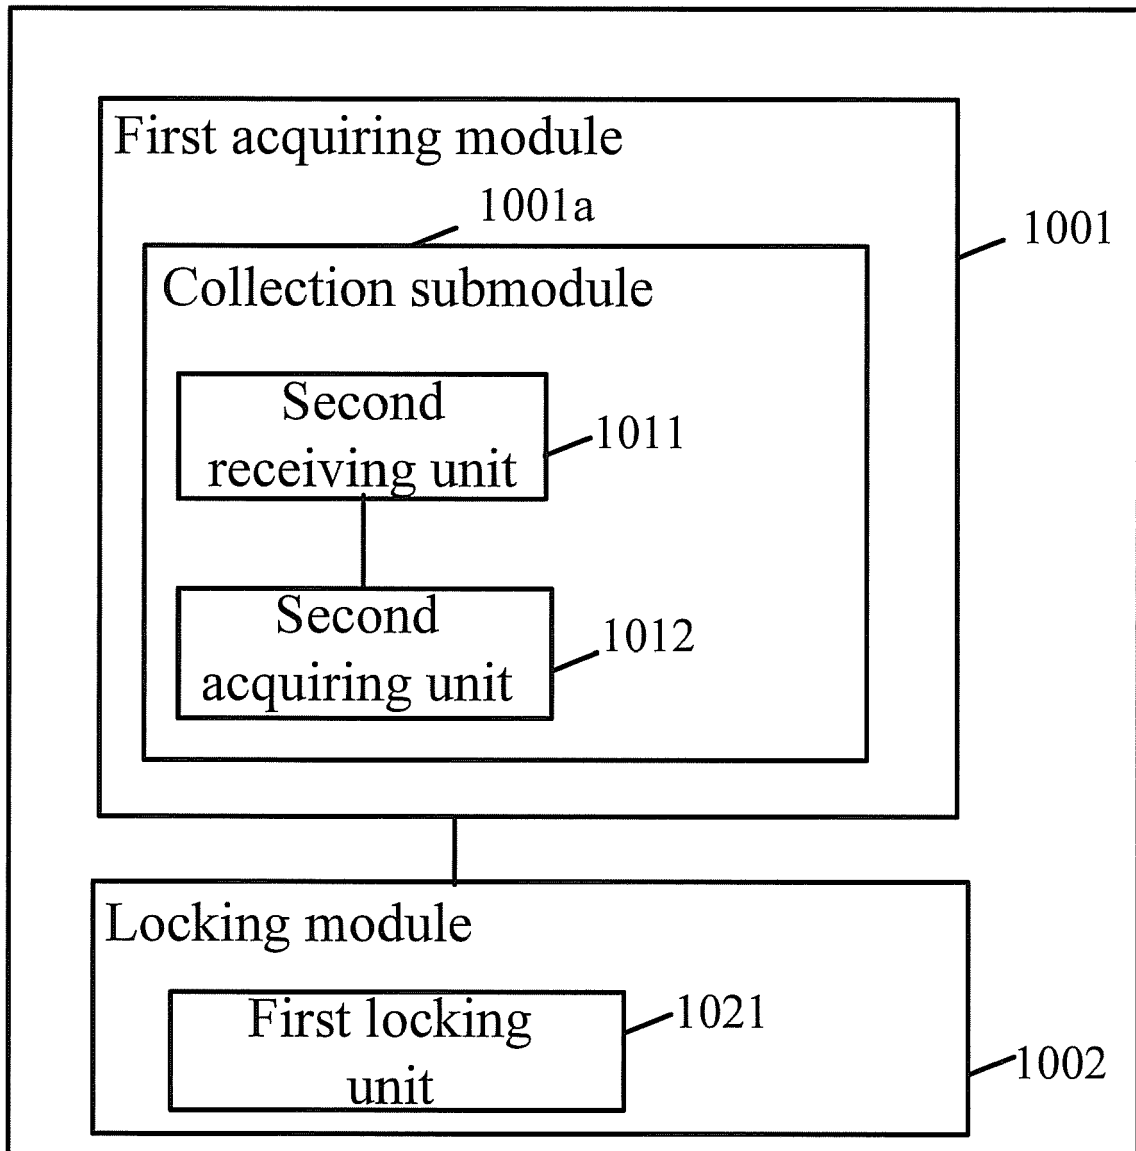 First acquiring module
1001a
1001
Collection submodule
Second
receiving unit
1011
Second
acquiring unit
1012
Locking module
First locking
unit
1021
1002